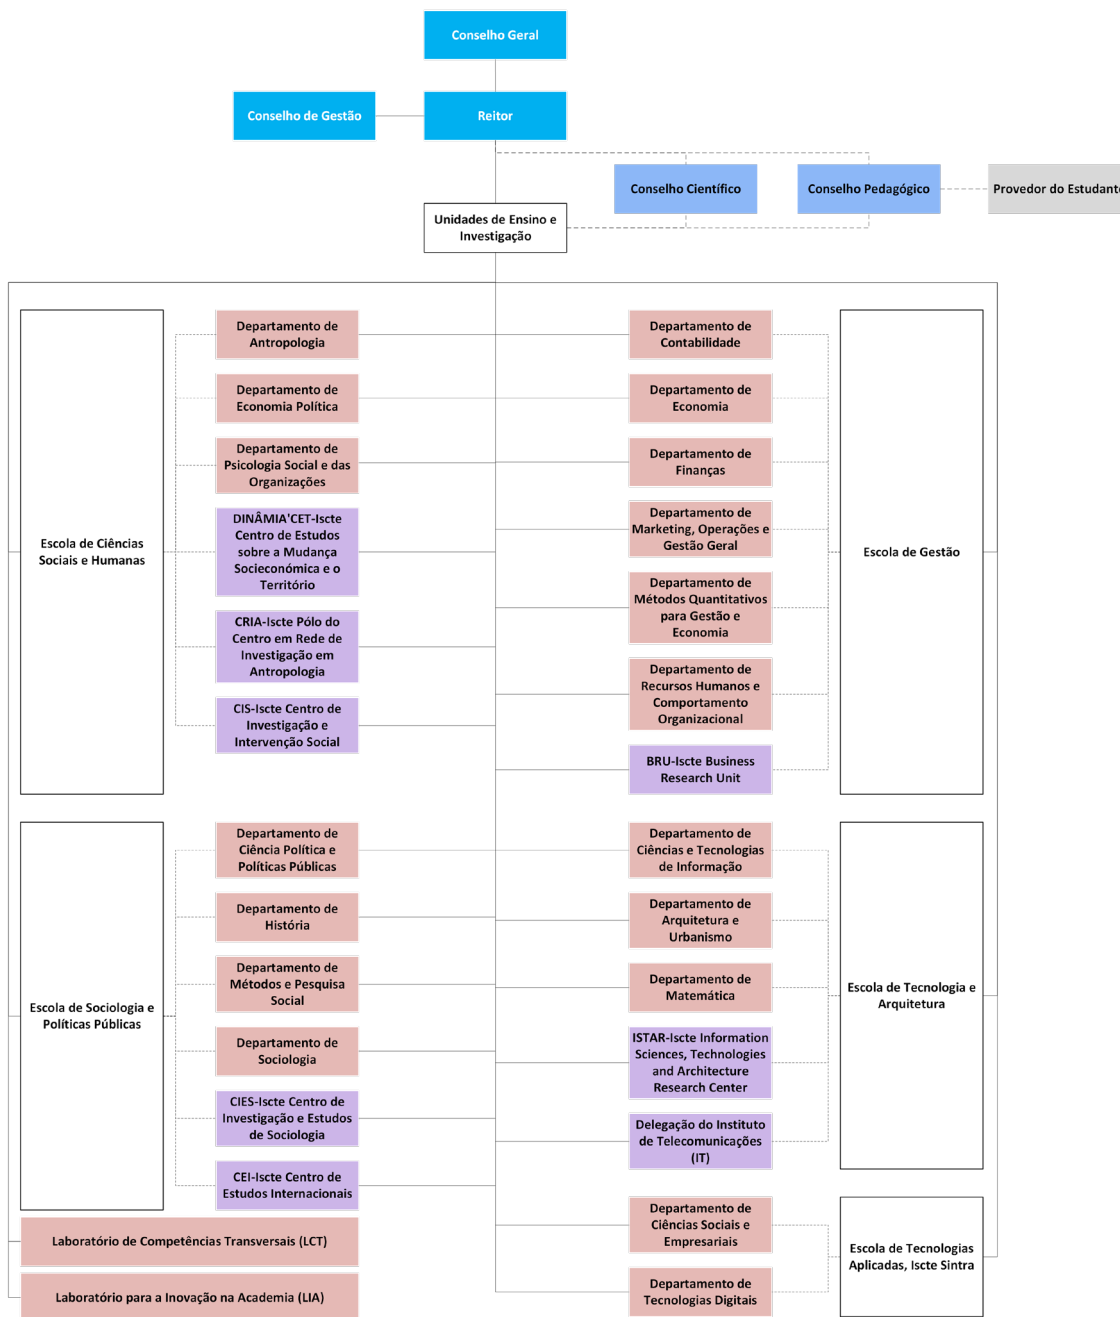 Conselho Geral
Conselho de Gestão
Reitor
Conselho Científico
Conselho Pedagógico
Provedor do Estudante
Unidades de Ensino e
Investigação
Escola de Ciências
Sociais e Humanas
Departamento de
Antropologia
Departamento de
Economia Política
Departamento de
Psicologia Social e das
Organizações
DINÂMIA'CET-Iscte
Centro de Estudos
sobre a Mudança
Socioeconómica e o
Território
CRIA-Iscte Pólo do
Centro em Rede de
Investigação em
Antropologia
CIS-Iscte Centro de
Investigação e
Intervenção Social
Departamento de
Contabilidade
Departamento de
Economia
Departamento de
Finanças
Departamento de
Marketing, Operações e
Gestão Geral
Departamento de
Métodos Quantitativos
para Gestão e
Economia
Departamento de
Recursos Humanos e
Comportamento
Organizacional
BRU-Iscte Business
Research Unit
Escola de Gestão
Escola de Sociologia e
Políticas Públicas
Departamento de
Ciência Política e
Políticas Públicas
Departamento de
História
Departamento de
Métodos e Pesquisa
Social
Departamento de
Sociologia
CIES-Iscte Centro de
Investigação e Estudos
de Sociologia
CEI-Iscte Centro de
Estudos Internacionais
Departamento de
Ciências e Tecnologias
de Informação
Departamento de
Arquitetura e
Urbanismo
Departamento de
Matemática
ISTAR-Iscte Information
Sciences, Technologies
and Architecture
Research Center
Delegação do Instituto
de Telecomunicações
(IT)
Escola de Tecnologia e
Arquitetura
Laboratório de Competências Transversais (LCT)
Laboratório para a Inovação na Academia (LIA)
Departamento de
Ciências Sociais e
Empresariais
Departamento de
Tecnologias Digitais
Escola de Tecnologias
Aplicadas, Iscte Sintra